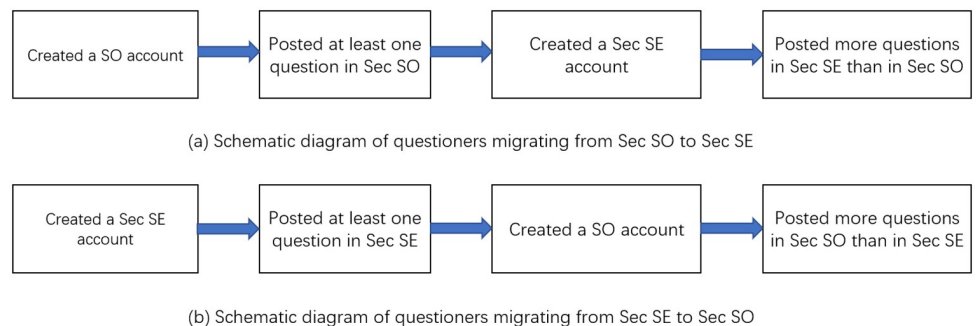 Created a SO account
Posted at least one
question in Sec SO
Created a Sec SE
account
Posted more questions
in Sec SE than in Sec SO
(a) Schematic diagram of questioners migrating from Sec SO to Sec SE
Created a Sec SE
account
Posted at least one
question in Sec SE
Created a SO account
Posted more questions
in Sec SO than in Sec SE
(b) Schematic diagram of questioners migrating from Sec SE to Sec SO